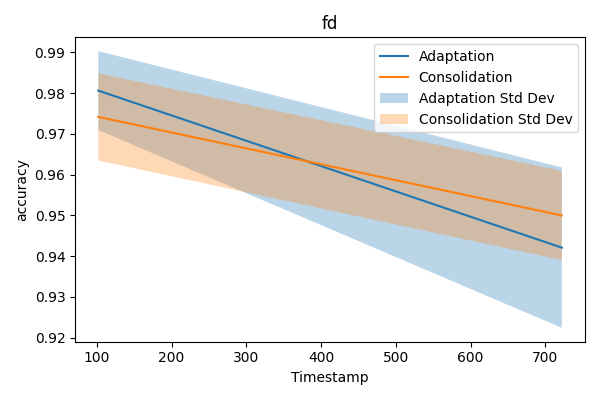 fd
0.99
0.98
0.97
0.96
0.95
0.94
0.93
0.92
accuracy
Adaptation
Consolidation
Adaptation Std Dev
Consolidation Std Dev
100 200 300 400 500 600 700
Timestamp